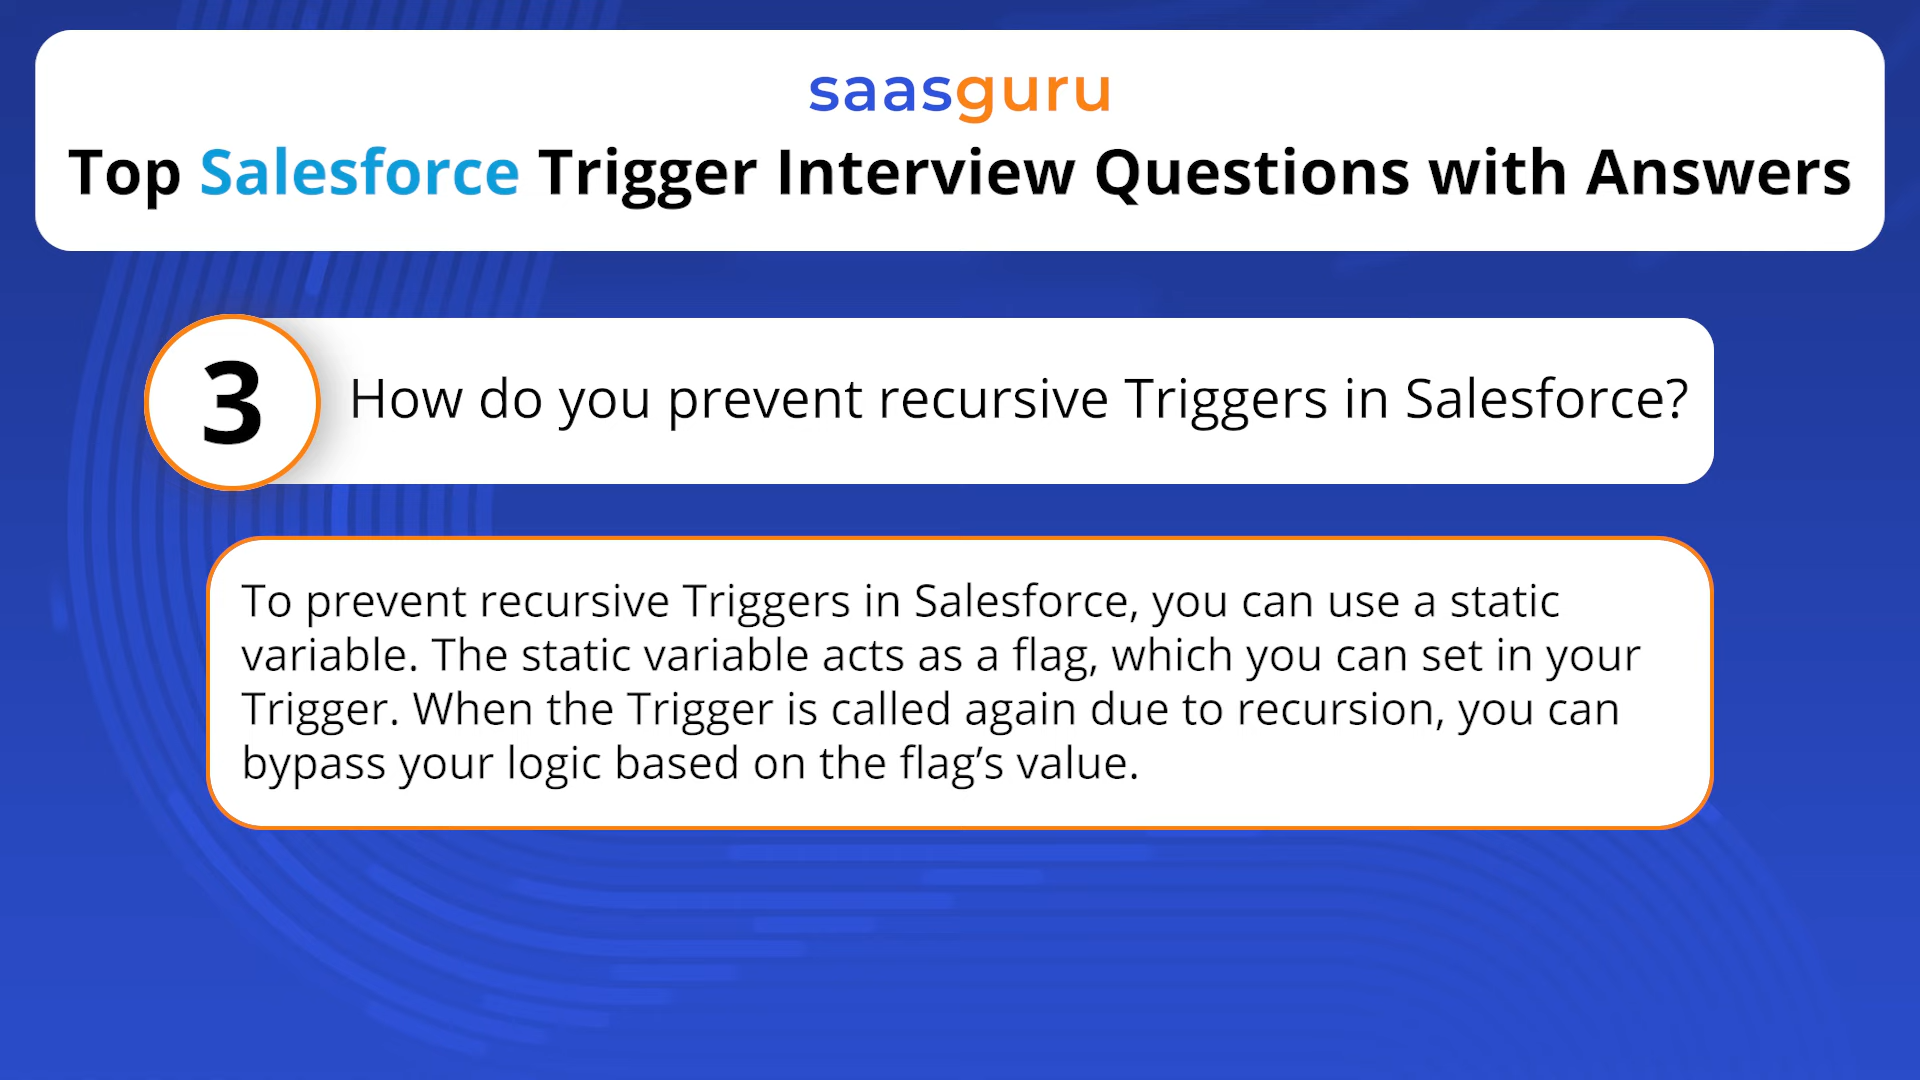 saasguru
Top Salesforce Trigger Interview Questions with Answers
3
How do you prevent recursive Triggers in Salesforce?
To prevent recursive Triggers in Salesforce, you can use a static
variable. The static variable acts as a flag, which you can set in your
Trigger. When the Trigger is called again due to recursion, you can
bypass your logic based on the flag’s value.